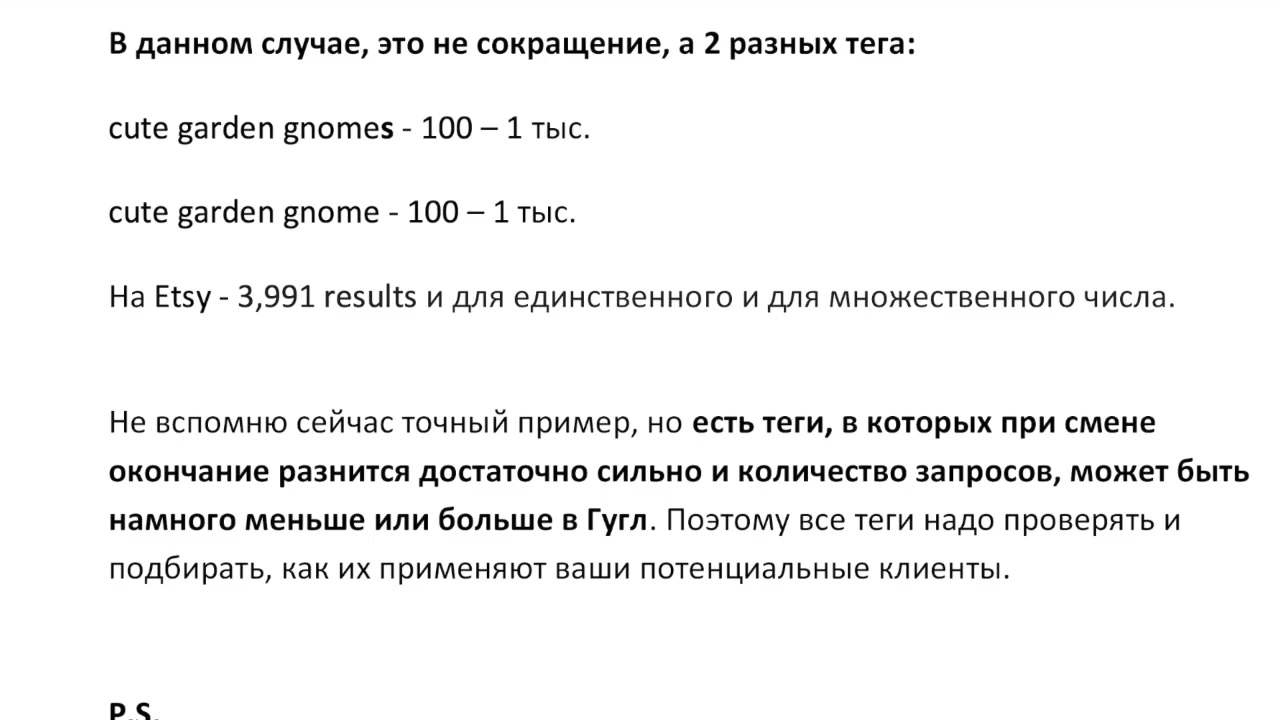 В данном случае, это не сокращение, а 2 разных тега:
cute garden gnomes - 100 – 1 тыс.
cute garden gnome - 100 – 1 тыс.
На Etsy - 3,991 results и для единственного и для множественного числа.
Не вспомню сейчас точный пример, но есть теги, в которых при смене
окончание разнится достаточно сильно и количество запросов, может быть
намного меньше или больше в Гугл. Поэтому все теги надо проверять и
подбирать, как их применяют ваши потенциальные клиенты.
P.S.